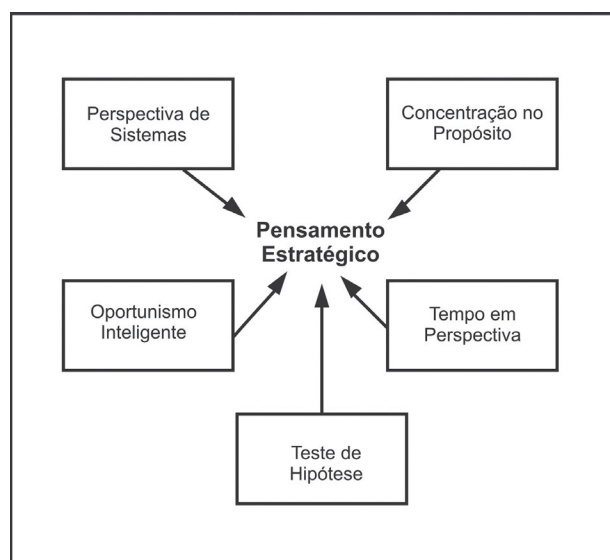 Perspectiva de
Sistemas
Concentração no
Propósito
Pensamento
Estratégico
Oportunismo
Inteligente
Tempo em
Perspectiva
Teste de
Hipótese